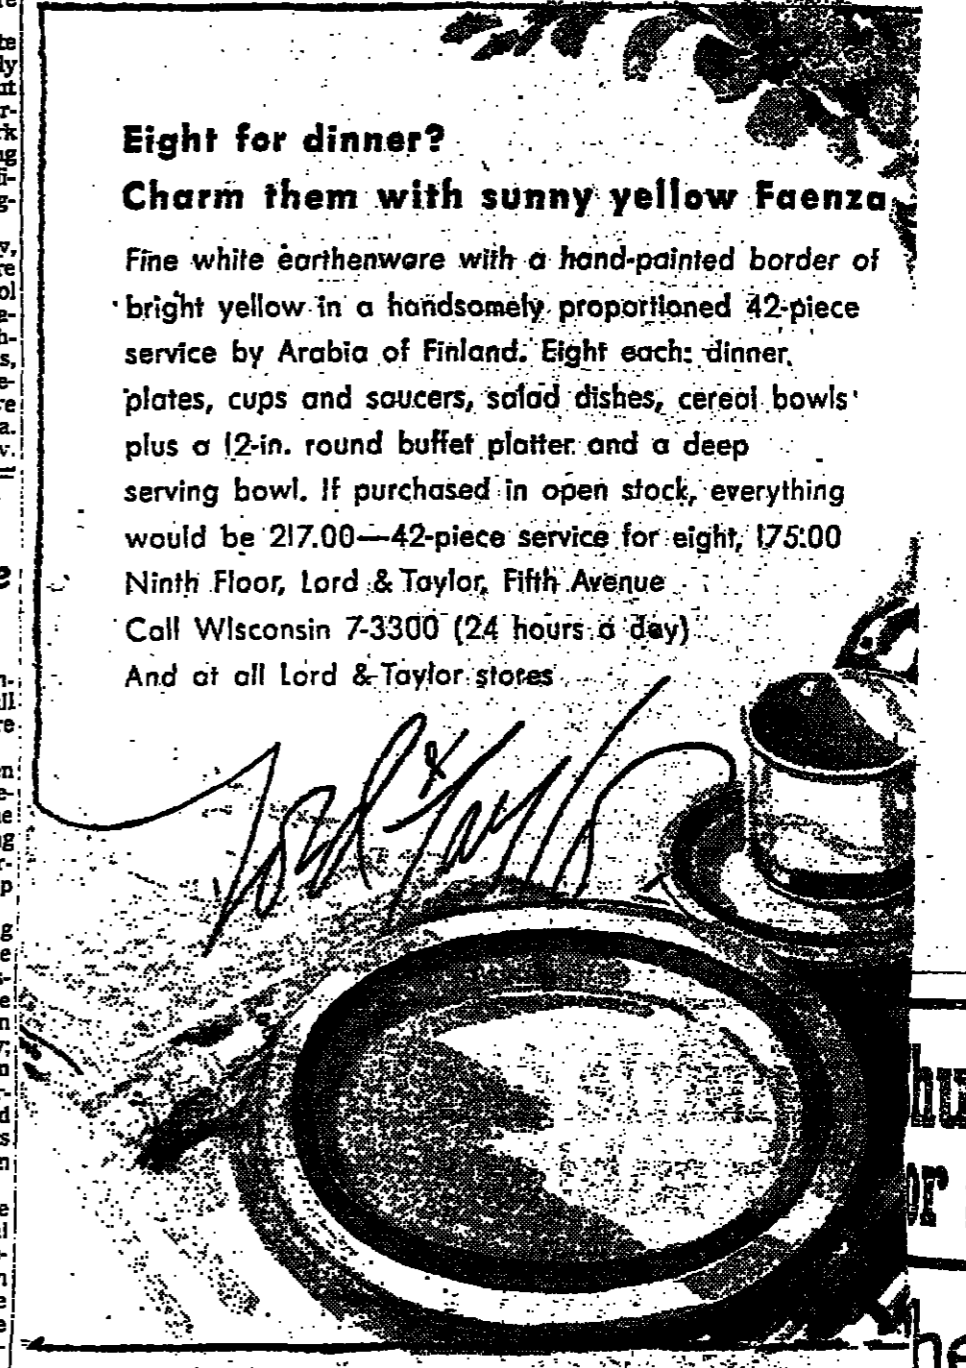 Eight for dinner?
Charm them with sunny yellow Faenza
Fine white earthenware with a hand-painted border of
bright yellow in a handsomely proportioned 42-piece
service by Arabia of Finland. Eight each: dinner
plates, cups and saucers, salad dishes, cereal bowls
plus a 12-in. round buffet platter and a deep
serving bowl. If purchased in open stock, everything
would be 217.00—42-piece service for eight, 175.00
Ninth Floor, Lord & Taylor, Fifth Avenue
Call WIsconsin 7-3300 (24 hours a day)
And at all Lord & Taylor stores
Lord & Taylor